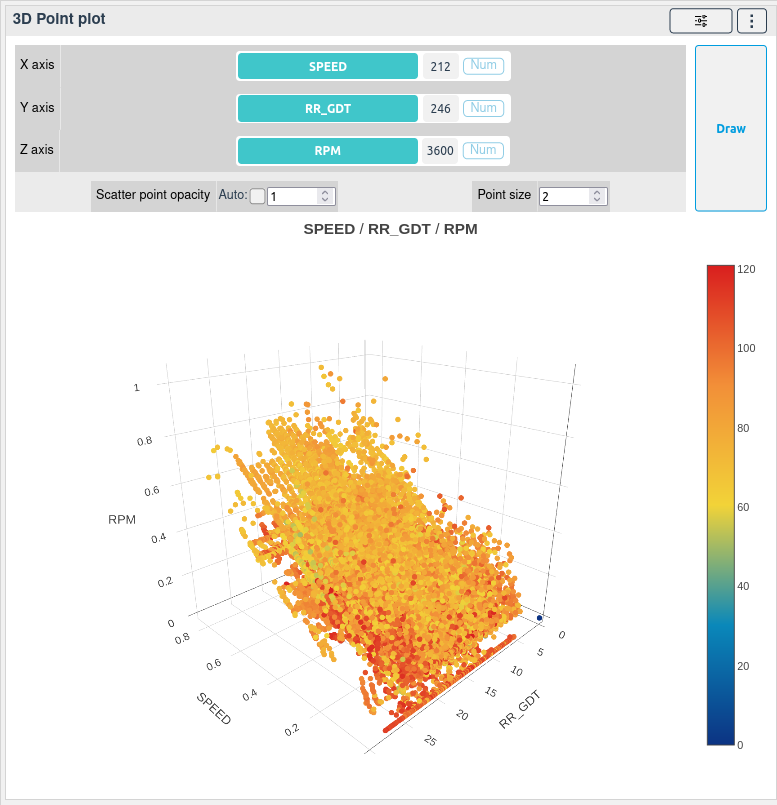 3D Point plot
X axis SPEED 212 Num
Y axis RR_GDT 246 Num
Z axis RPM 3600 Num
Draw
Scatter point opacity Auto: 1 Point size 2
SPEED / RR_GDT / RPM
120
100
80
60
40
20
0
1
0.8
0.6
0.4
0.2
0
RPM
0.8
0.6
0.4
0.2
SPEED
0
5
10
15
20
25
RR_GDT